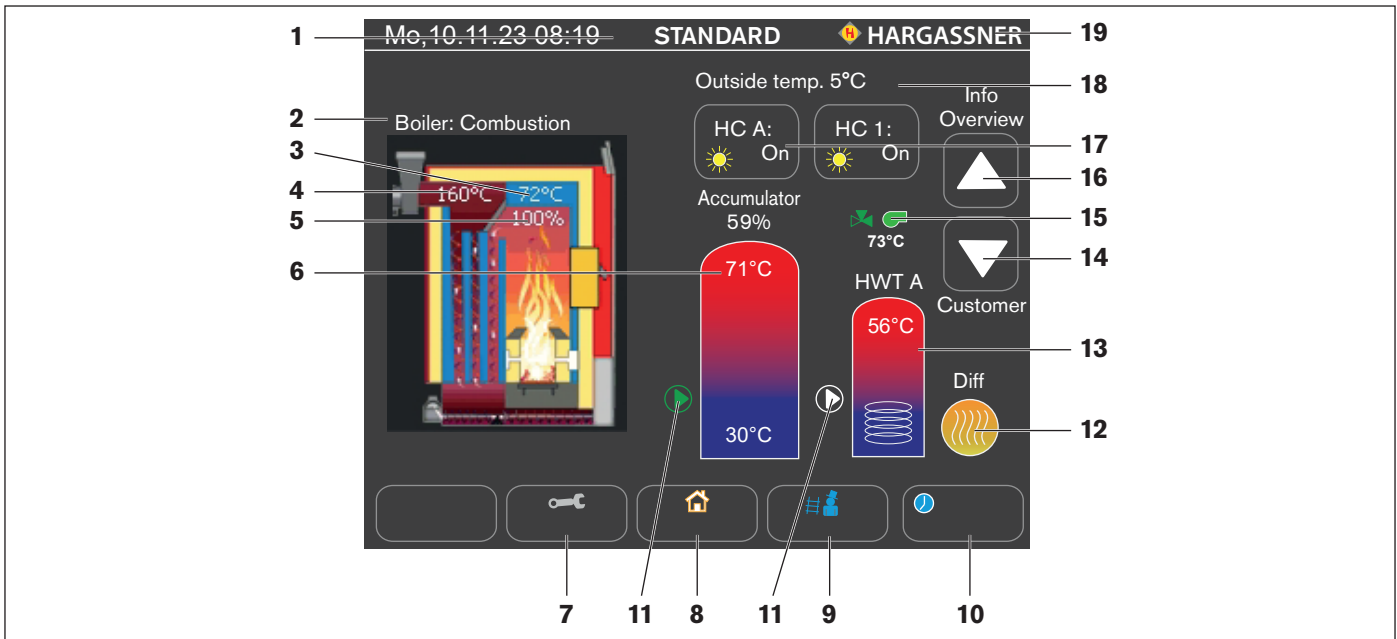 1 Mo,10.11.23 08:19 STANDARD H HARGASSNER 19
Outside temp. 5°C 18
Info
Overview
2 Boiler: Combustion
HC A:
On
HC 1:
On
17
3
4 160°C 72°C
16
5 100%
Accumulator
59%
73°C
15
6 71°C
14
HWT A
Customer
56°C
13
Diff
12
30°C
7 11 8 11 9 10